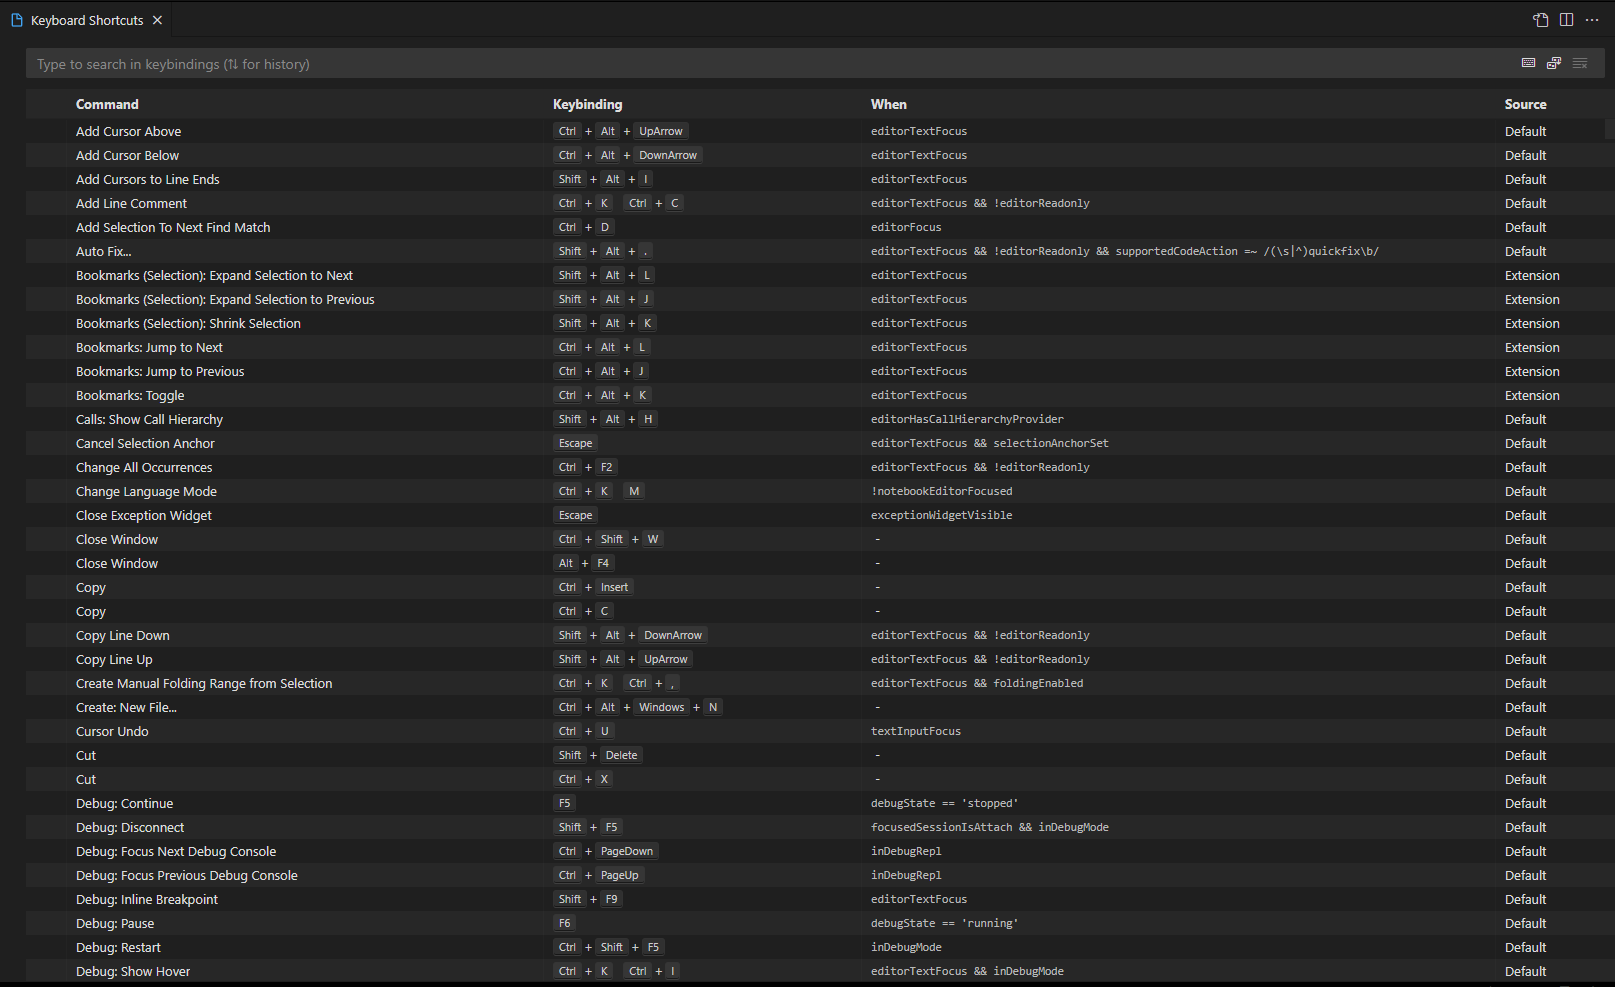 Keyboard Shortcuts
Type to search in keybindings (⇅ for history)
Command Keybinding When Source
Add Cursor Above Ctrl + Alt + UpArrow editorTextFocus Default
Add Cursor Below Ctrl + Alt + DownArrow editorTextFocus Default
Add Cursors to Line Ends Shift + Alt + I editorTextFocus Default
Add Line Comment Ctrl + K Ctrl + C editorTextFocus && !editorReadonly Default
Add Selection To Next Find Match Ctrl + D editorFocus Default
Auto Fix... Shift + Alt + . editorTextFocus && !editorReadonly && supportedCodeAction =~ /(\s|^)quickfix\b/ Default
Bookmarks (Selection): Expand Selection to Next Shift + Alt + L editorTextFocus Extension
Bookmarks (Selection): Expand Selection to Previous Shift + Alt + J editorTextFocus Extension
Bookmarks (Selection): Shrink Selection Shift + Alt + K editorTextFocus Extension
Bookmarks: Jump to Next Ctrl + Alt + L editorTextFocus Extension
Bookmarks: Jump to Previous Ctrl + Alt + J editorTextFocus Extension
Bookmarks: Toggle Ctrl + Alt + K editorTextFocus Extension
Calls: Show Call Hierarchy Shift + Alt + H editorHasCallHierarchyProvider Default
Cancel Selection Anchor Escape editorTextFocus && selectionAnchorSet Default
Change All Occurrences Ctrl + F2 editorTextFocus && !editorReadonly Default
Change Language Mode Ctrl + K M !notebookEditorFocused Default
Close Exception Widget Escape exceptionWidgetVisible Default
Close Window Ctrl + Shift + W - Default
Close Window Alt + F4 - Default
Copy Ctrl + Insert - Default
Copy Ctrl + C - Default
Copy Line Down Shift + Alt + DownArrow editorTextFocus && !editorReadonly Default
Copy Line Up Shift + Alt + UpArrow editorTextFocus && !editorReadonly Default
Create Manual Folding Range from Selection Ctrl + K Ctrl + , editorTextFocus && foldingEnabled Default
Create: New File... Ctrl + Alt + Windows + N - Default
Cursor Undo Ctrl + U textInputFocus Default
Cut Shift + Delete - Default
Cut Ctrl + X - Default
Debug: Continue F5 debugState == 'stopped' Default
Debug: Disconnect Shift + F5 focusedSessionIsAttach && inDebugMode Default
Debug: Focus Next Debug Console Ctrl + PageDown inDebugRepl Default
Debug: Focus Previous Debug Console Ctrl + PageUp inDebugRepl Default
Debug: Inline Breakpoint Shift + F9 editorTextFocus Default
Debug: Pause F6 debugState == 'running' Default
Debug: Restart Ctrl + Shift + F5 inDebugMode Default
Debug: Show Hover Ctrl + K Ctrl + I editorTextFocus && inDebugMode Default